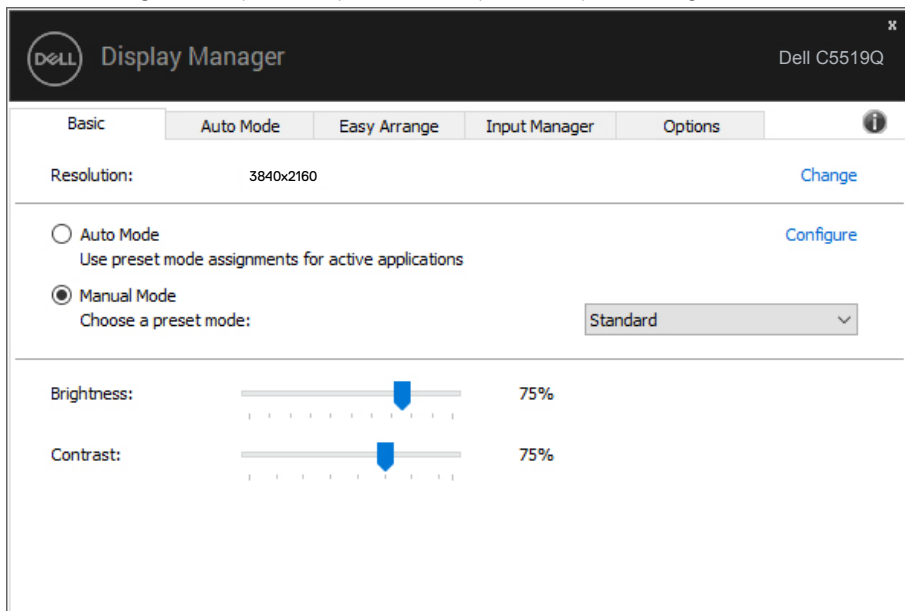 x
DELL Display Manager Dell C5519Q
Basic Auto Mode Easy Arrange Input Manager Options i
Resolution: 3840x2160 Change
Auto Mode Configure
Use preset mode assignments for active applications
Manual Mode
Choose a preset mode: Standard
Brightness: 75%
Contrast: 75%